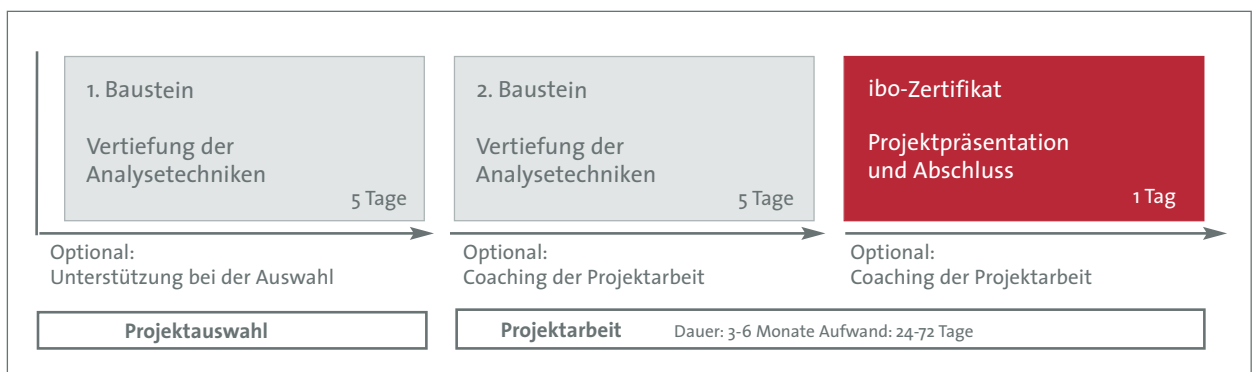 1. Baustein
Vertiefung der
Analysetechniken
5 Tage
2. Baustein
Vertiefung der
Analysetechniken
5 Tage
ibo-Zertifikat
Projektpräsentation
und Abschluss
1 Tag
Optional:
Unterstützung bei der Auswahl
Optional:
Coaching der Projektarbeit
Optional:
Coaching der Projektarbeit
Projektauswahl
Projektarbeit Dauer: 3-6 Monate Aufwand: 24-72 Tage